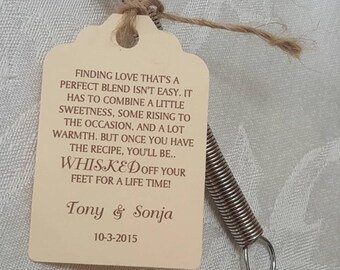 FINDING LOVE THAT'S A
PERFECT BLEND ISN'T EASY. IT
HAS TO COMBINE A LITTLE
SWEETNESS, SOME RISING TO
THE OCCASION, AND A LOT
WARMTH. BUT ONCE YOU HAVE
THE RECIPE, YOU'LL BE..
WHISKED OFF YOUR
FEET FOR A LIFE TIME!
Tony & Sonja
10-3-2015